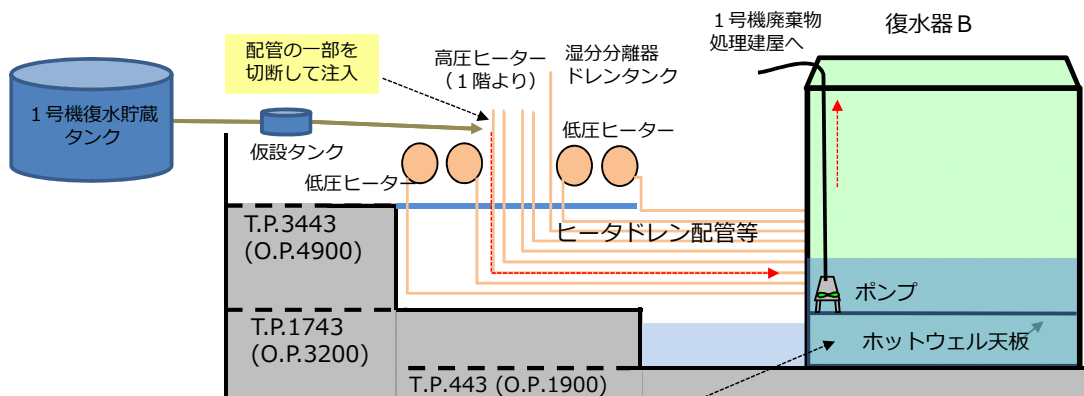 1号機廃棄物
処理建屋へ
復水器B
配管の一部を
切断して注入
高圧ヒーター
(1階より)
湿分分離器
ドレンタンク
1号機復水貯蔵
タンク
仮設タンク
低圧ヒーター
低圧ヒーター
T.P.3443
(O.P.4900)
ヒータドレン配管等
ポンプ
T.P.1743
(O.P.3200)
ホットウェル天板
T.P.443 (O.P.1900)